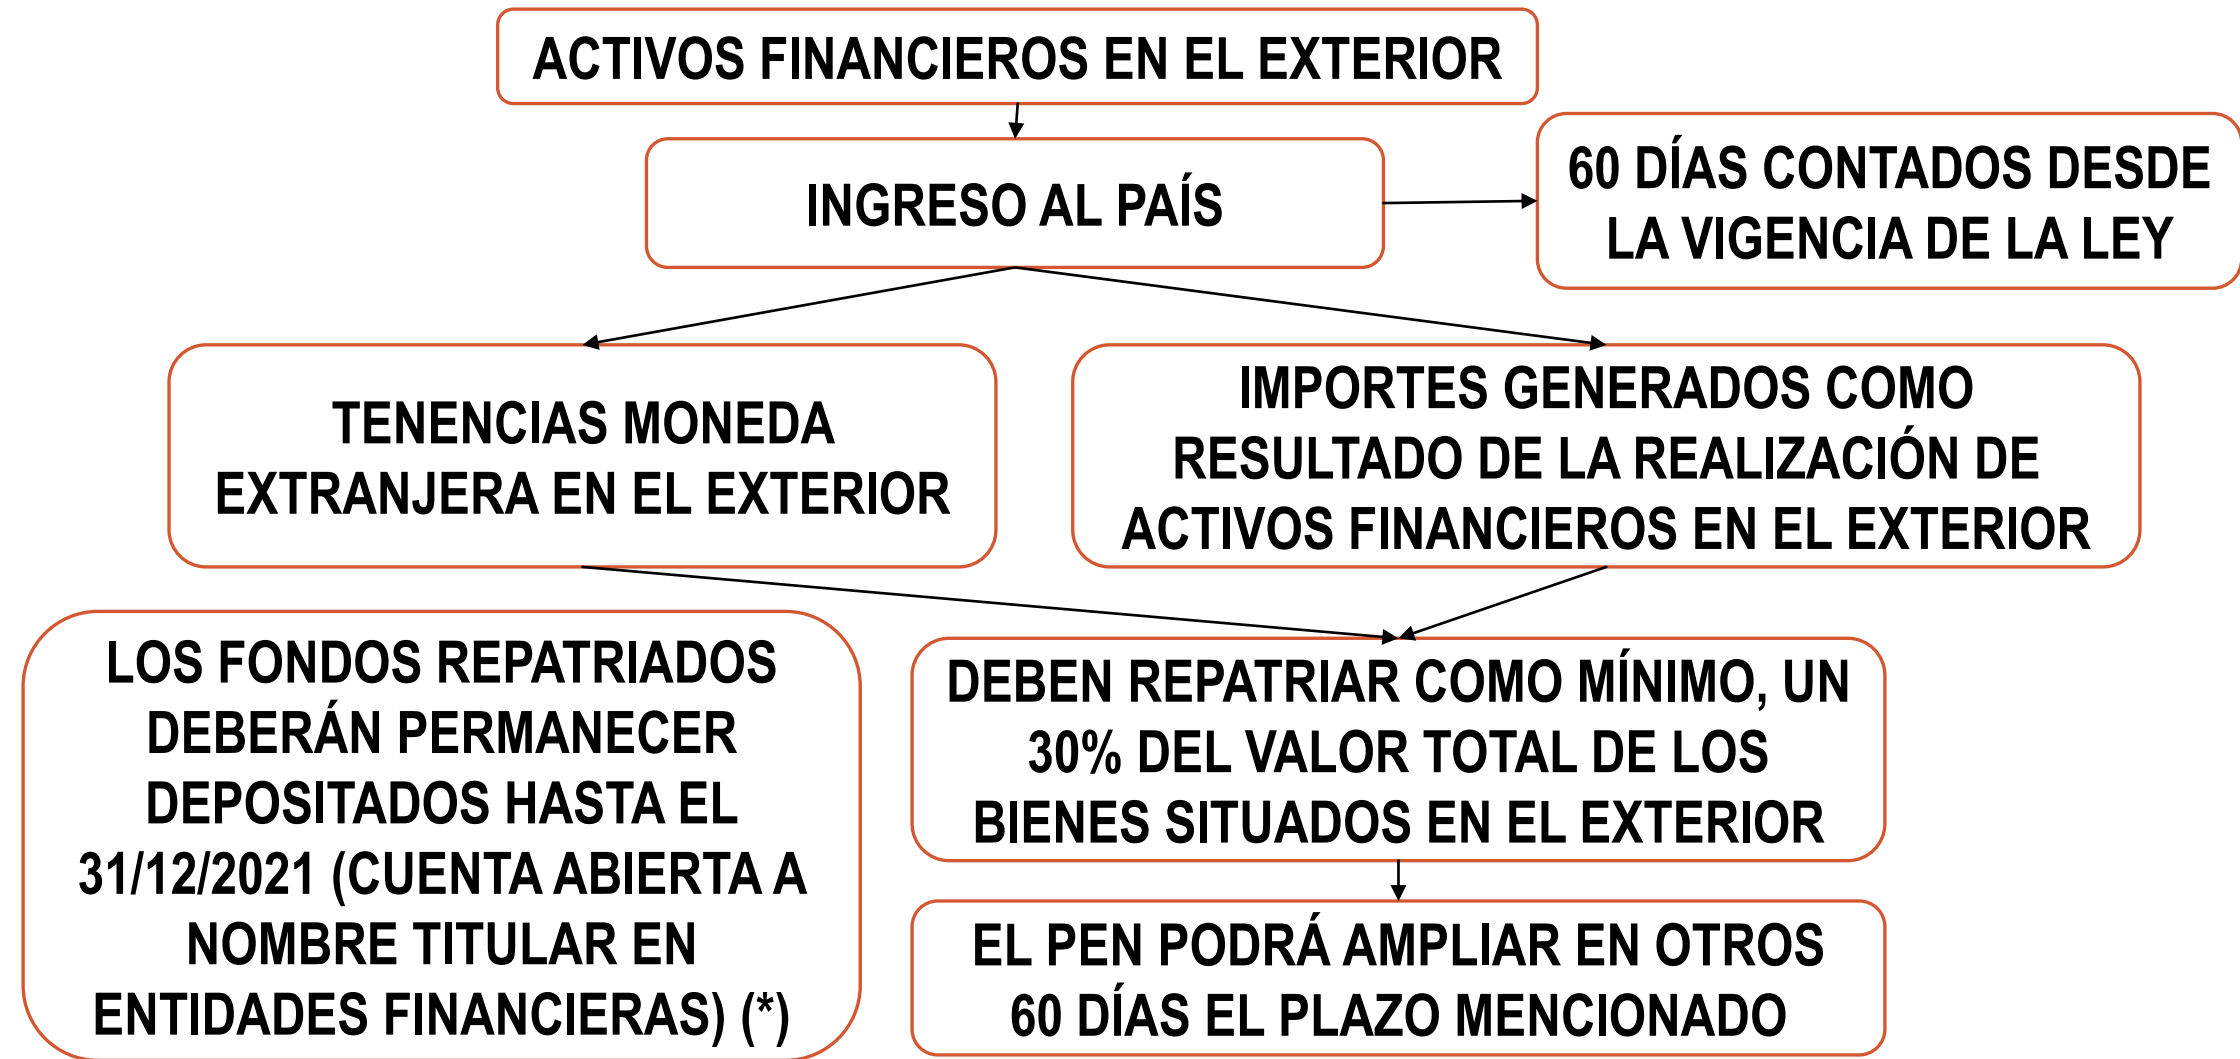 ACTIVOS FINANCIEROS EN EL EXTERIOR
INGRESO AL PAÍS
60 DÍAS CONTADOS DESDE
LA VIGENCIA DE LA LEY
TENENCIAS MONEDA
EXTRANJERA EN EL EXTERIOR
IMPORTES GENERADOS COMO
RESULTADO DE LA REALIZACIÓN DE
ACTIVOS FINANCIEROS EN EL EXTERIOR
LOS FONDOS REPATRIADOS
DEBERÁN PERMANECER
DEPOSITADOS HASTA EL
31/12/2021 (CUENTA ABIERTA A
NOMBRE TITULAR EN
ENTIDADES FINANCIERAS) (*)
DEBEN REPATRIAR COMO MÍNIMO, UN
30% DEL VALOR TOTAL DE LOS
BIENES SITUADOS EN EL EXTERIOR
EL PEN PODRÁ AMPLIAR EN OTROS
60 DÍAS EL PLAZO MENCIONADO